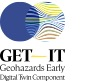 GET—IT
Geohazards Early
Digital Twin Component